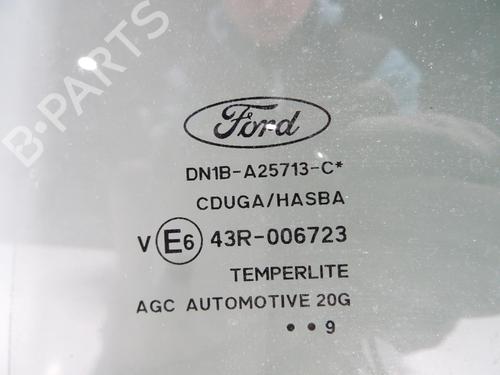 B-PARTS
Ford
DN1B-A25713-C*
CDUGA/HASBA
V E6 43R-006723
TEMPERLITE
AGC AUTOMOTIVE 20G
••9